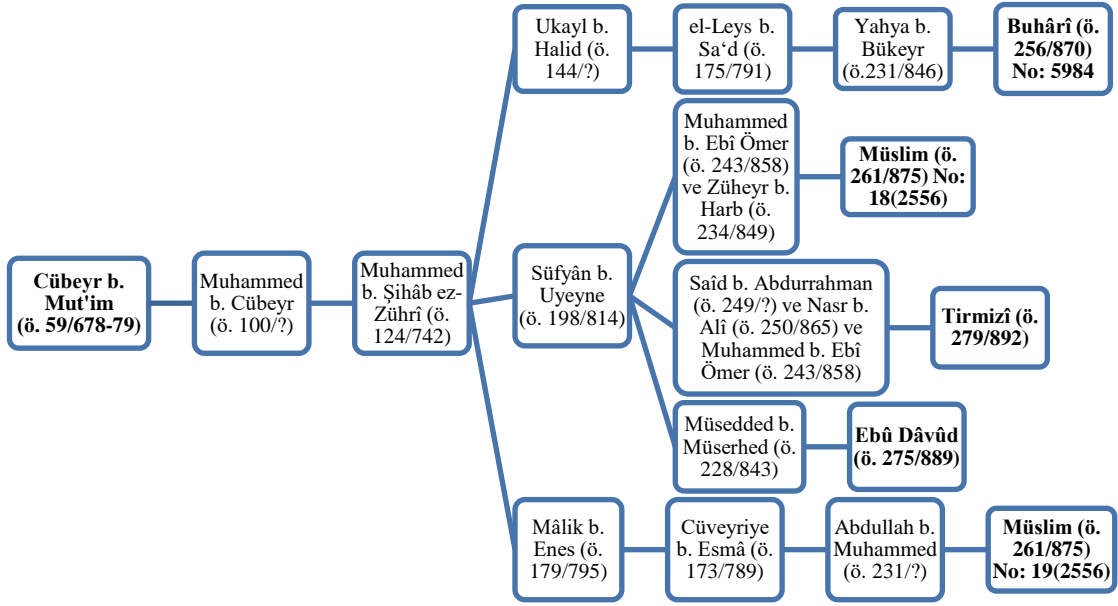 Cübeyr b.
Mut'im
(ö. 59/678-79)
Muhammed
b. Cübeyr
(ö. 100/?)
Muhammed
b. Şihâb ez-
Zührî (ö.
124/742)
Ukayl b.
Halid (ö.
144/?)
el-Leys b.
Sa‘d (ö.
175/791)
Yahya b.
Bükeyr
(ö.231/846)
Buhârî (ö.
256/870)
No: 5984
Süfyân b.
Uyeyne
(ö. 198/814)
Muhammed
b. Ebî Ömer
(ö. 243/858)
ve Züheyr b.
Harb (ö.
234/849)
Müslim (ö.
261/875) No:
18(2556)
Saîd b. Abdurrahman
(ö. 249/?) ve Nasr b.
Alî (ö. 250/865) ve
Muhammed b. Ebî
Ömer (ö. 243/858)
Tirmizî (ö.
279/892)
Müsedded b.
Müserhed (ö.
228/843)
Ebû Dâvûd
(ö. 275/889)
Mâlik b.
Enes (ö.
179/795)
Cüveyriye
b. Esmâ (ö.
173/789)
Abdullah b.
Muhammed
(ö. 231/?)
Müslim (ö.
261/875)
No: 19(2556)